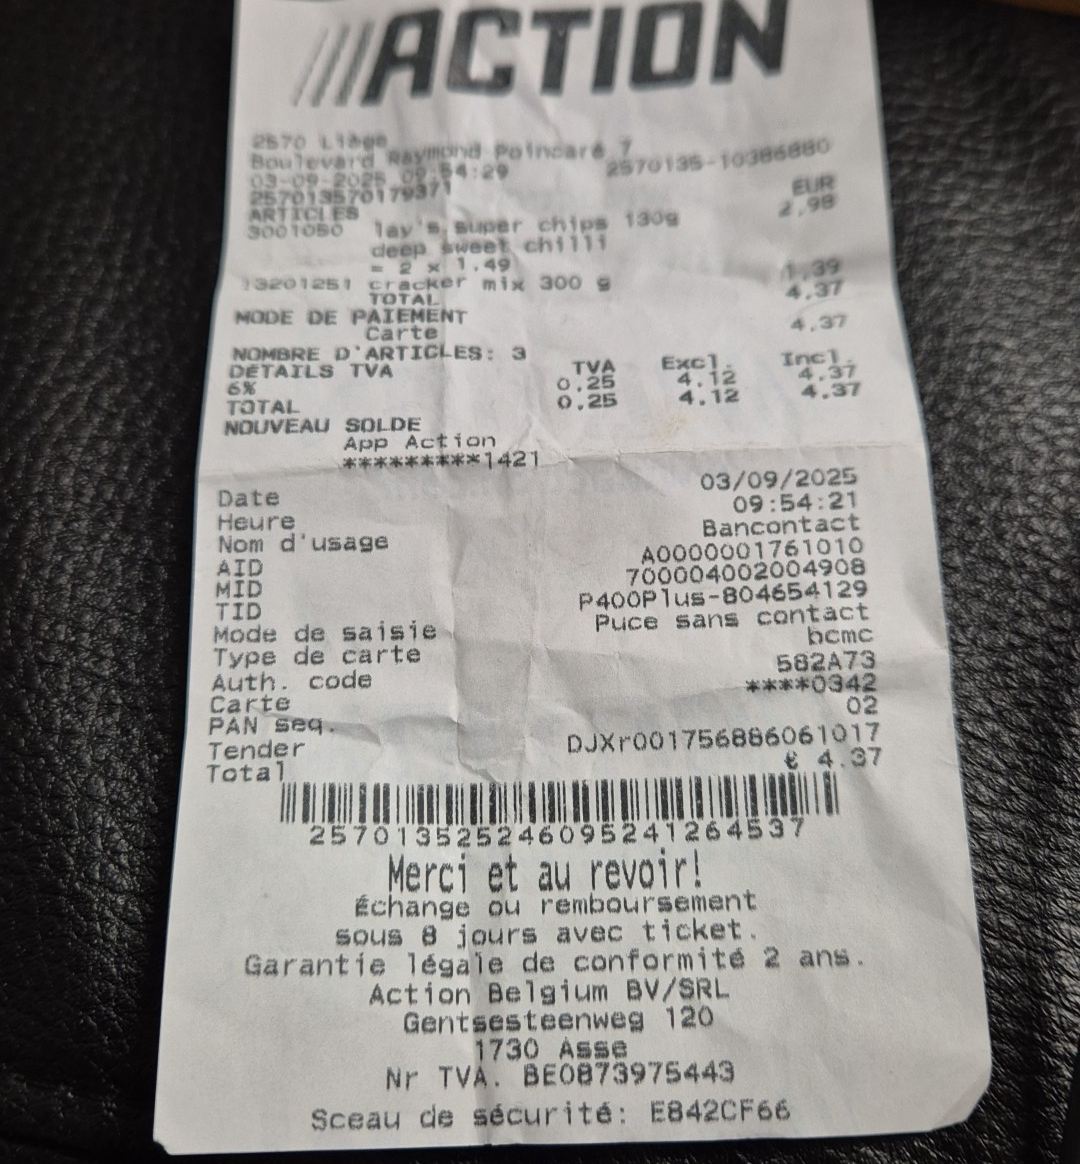 ///ACTION
2570 Liège
Boulevard Raymond Poincaré 7
03-09-2025 09:54:29 2570135-10386880
257013570179371
ARTICLES EUR
3001050 lay's super chips 130g 2.98
deep sweet chilli
= 2 x 1.49
13201251 cracker mix 300 g 1.39
TOTAL 4.37
MODE DE PAIEMENT
Carte 4.37
NOMBRE D'ARTICLES: 3
DÉTAILS TVA TVA Excl. Incl.
6% 0.25 4.12 4.37
TOTAL 0.25 4.12 4.37
NOUVEAU SOLDE
App Action
*********1421
Date 03/09/2025
Heure 09:54:21
Nom d'usage Bancontact
AID A0000001761010
MID 700004002004908
TID P400Plus-804654129
Mode de saisie Puce sans contact
Type de carte bcmc
Auth. code 582A73
Carte ****0342
PAN seq. 02
Tender DJXr001756886061017
Total € 4.37
2570135252460952412645​37
Merci et au revoir!
Échange ou remboursement
sous 8 jours avec ticket.
Garantie légale de conformité 2 ans.
Action Belgium BV/SRL
Gentsesteenweg 120
1730 Asse
Nr TVA. BE0873975443
Sceau de sécurité: E842CF66